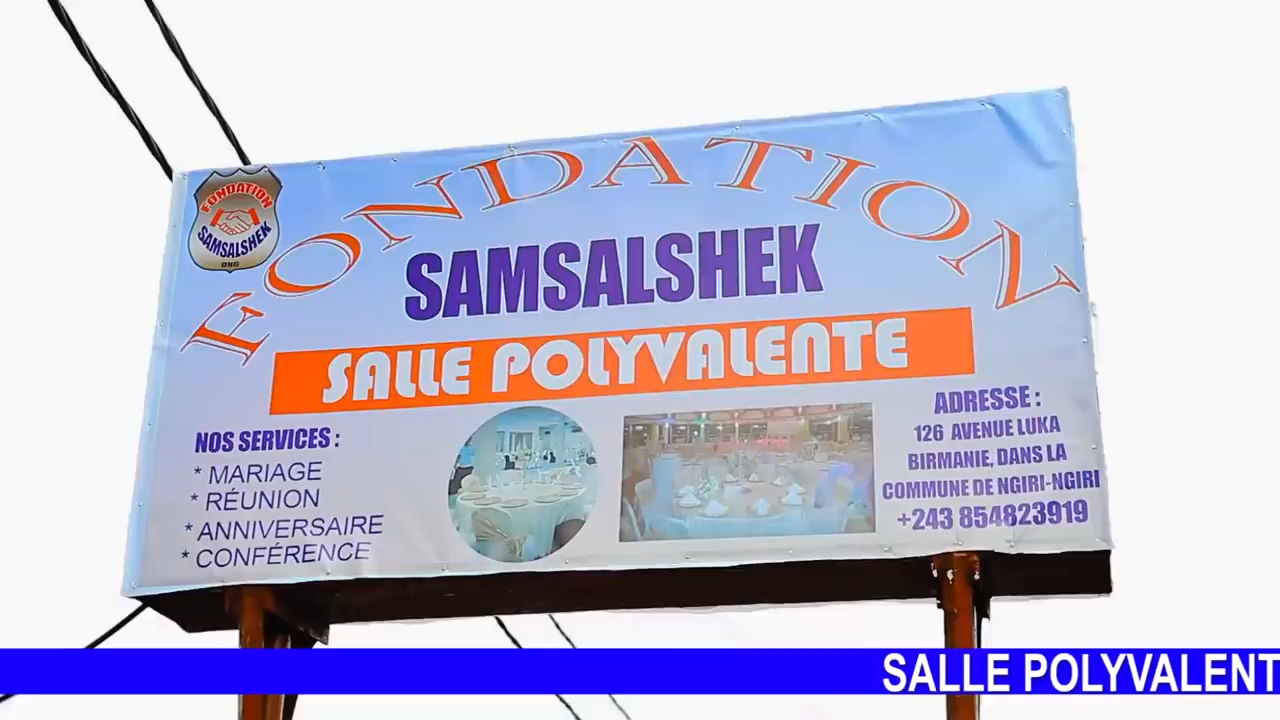 FONDATION
SAMSALSHEK
ONG
FONDATION
SAMSALSHEK
SALLE POLYVALENTE
NOS SERVICES :
* MARIAGE
* RÉUNION
* ANNIVERSAIRE
* CONFÉRENCE
ADRESSE :
126 AVENUE LUKA
BIRMANIE, DANS LA
COMMUNE DE NGIRI-NGIRI
+243 854823919
SALLE POLYVALENT